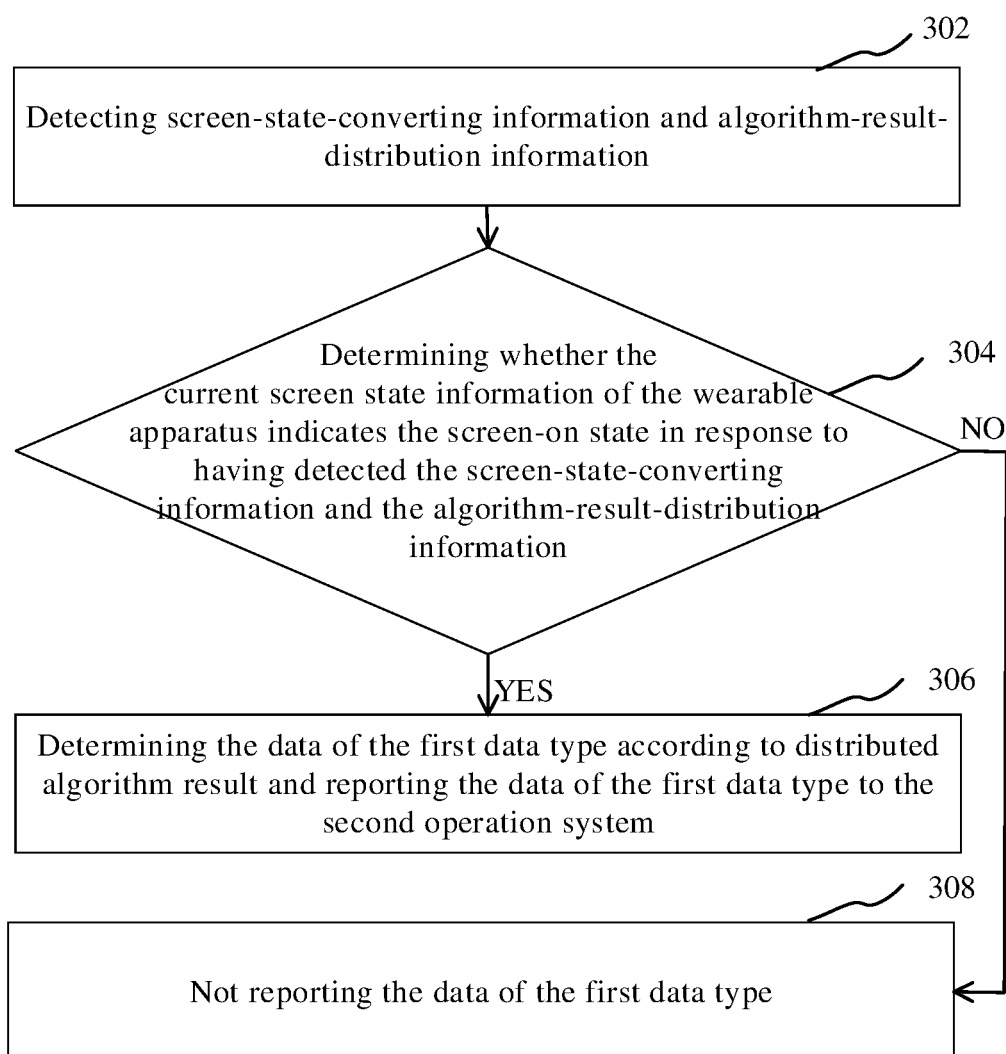 302
Detecting screen-state-converting information and algorithm-result-
distribution information
304
Determining whether the
current screen state information of the wearable
apparatus indicates the screen-on state in response to
having detected the screen-state-converting
information and the algorithm-result-distribution
information
NO
YES
306
Determining the data of the first data type according to distributed
algorithm result and reporting the data of the first data type to the
second operation system
308
Not reporting the data of the first data type